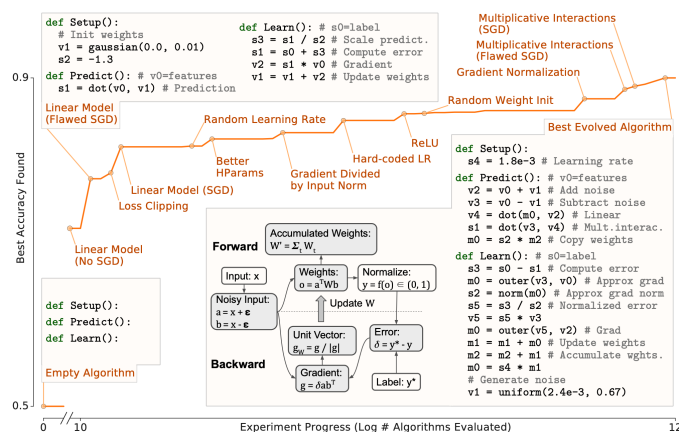 def Setup():
# Init weights
v1 = gaussian(0.0, 0.01)
s2 = -1.3
def Predict(): # v0=features
s1 = dot(v0, v1) # Prediction
def Learn(): # s0=label
s3 = s1 / s2 # Scale predict.
s1 = s0 + s3 # Compute error
v2 = s1 * v0 # Gradient
v1 = v1 + v2 # Update weights
Multiplicative Interactions
(SGD)
Multiplicative Interactions
(Flawed SGD)
Gradient Normalization
Random Weight Init
Best Evolved Algorithm
Linear Model
(Flawed SGD)
Random Learning Rate
ReLU
Hard-coded LR
Gradient Divided
by Input Norm
Better
HParams
Linear Model (SGD)
Loss Clipping
Linear Model
(No SGD)
Best Accuracy Found
0.9
0.5
def Setup():
def Predict():
def Learn():
Empty Algorithm
Forward
Backward
Accumulated Weights:
W' = Σt Wt
Input: x
Weights:
o = aᵀWb
Normalize:
y = f(o) ∈ (0, 1)
Noisy Input:
a = x + ε
b = x - ε
Update W
Unit Vector:
gw = g / |g|
Error:
δ = y* - y
Gradient:
g = δabᵀ
Label: y*
def Setup():
s4 = 1.8e-3 # Learning rate
def Predict(): # v0=features
v2 = v0 + v1 # Add noise
v3 = v0 - v1 # Subtract noise
v4 = dot(m0, v2) # Linear
s1 = dot(v3, v4) # Mult.interac.
m0 = s2 * m2 # Copy weights
def Learn(): # s0=label
s3 = s0 - s1 # Compute error
m0 = outer(v3, v0) # Approx grad
s2 = norm(m0) # Approx grad norm
s5 = s3 / s2 # Normalized error
v5 = s5 * v3
m0 = outer(v5, v2) # Grad
m1 = m1 + m0 # Update weights
m2 = m2 + m1 # Accumulate wghts.
m0 = s4 * m1
# Generate noise
v1 = uniform(2.4e-3, 0.67)
0
10
12
Experiment Progress (Log # Algorithms Evaluated)